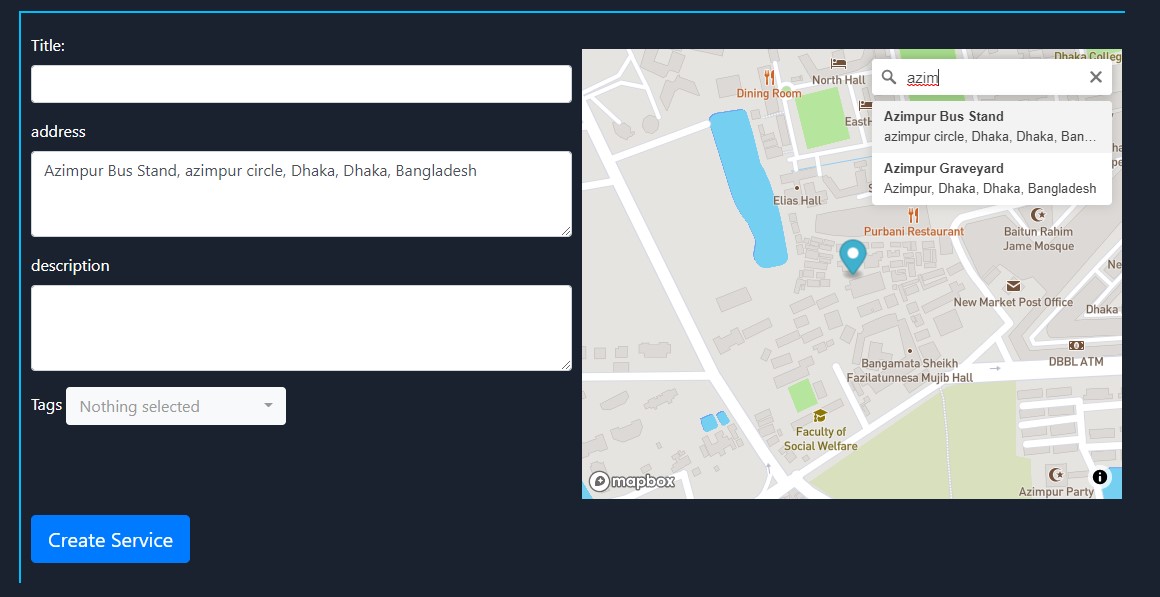 Title:
address
Azimpur Bus Stand, azimpur circle, Dhaka, Dhaka, Bangladesh
description
Tags
Nothing selected
Create Service
azim
Azimpur Bus Stand
azimpur circle, Dhaka, Dhaka, Ban...
Azimpur Graveyard
Azimpur, Dhaka, Dhaka, Bangladesh
Dhaka
North Hall
Dining Room
Elias Hall
Purbani Restaurant
Baitun Rahim
Jame Mosque
New Market Post Office
Dhaka
DBBL ATM
Bangamata Sheikh
Fazilatunnesa Mujib Hall
Faculty of
Social Welfare
Azimpur Party
mapbox